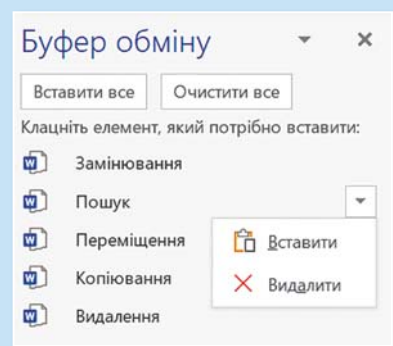 Буфер обміну
Вставити все Очистити все
Клацніть елемент, який потрібно вставити:
Замінювання
Пошук
Переміщення
Вставити
Копіювання
Видалити
Видалення